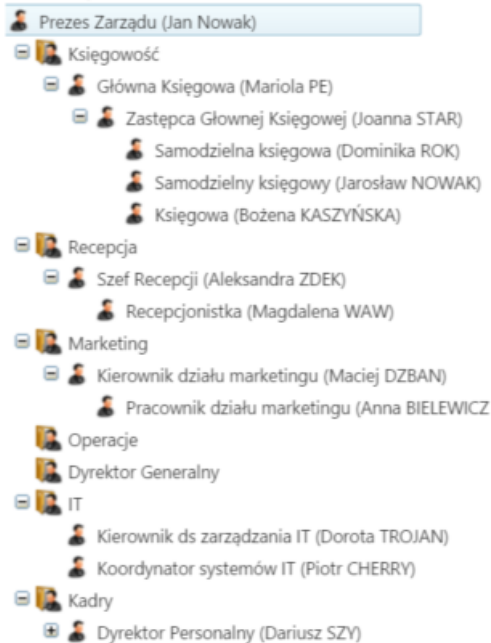 Prezes Zarządu (Jan Nowak)
Księgowość
Główna Księgowa (Mariola PE)
Zastępca Głownej Księgowej (Joanna STAR)
Samodzielna księgowa (Dominika ROK)
Samodzielny księgowy (Jarosław NOWAK)
Księgowa (Bożena KASZYŃSKA)
Recepcja
Szef Recepcji (Aleksandra ZDEK)
Recepcjonistka (Magdalena WAW)
Marketing
Kierownik działu marketingu (Maciej DZBAN)
Pracownik działu marketingu (Anna BIELEWICZ
Operacje
Dyrektor Generalny
IT
Kierownik ds zarządzania IT (Dorota TROJAN)
Koordynator systemów IT (Piotr CHERRY)
Kadry
Dyrektor Personalny (Dariusz SZY)